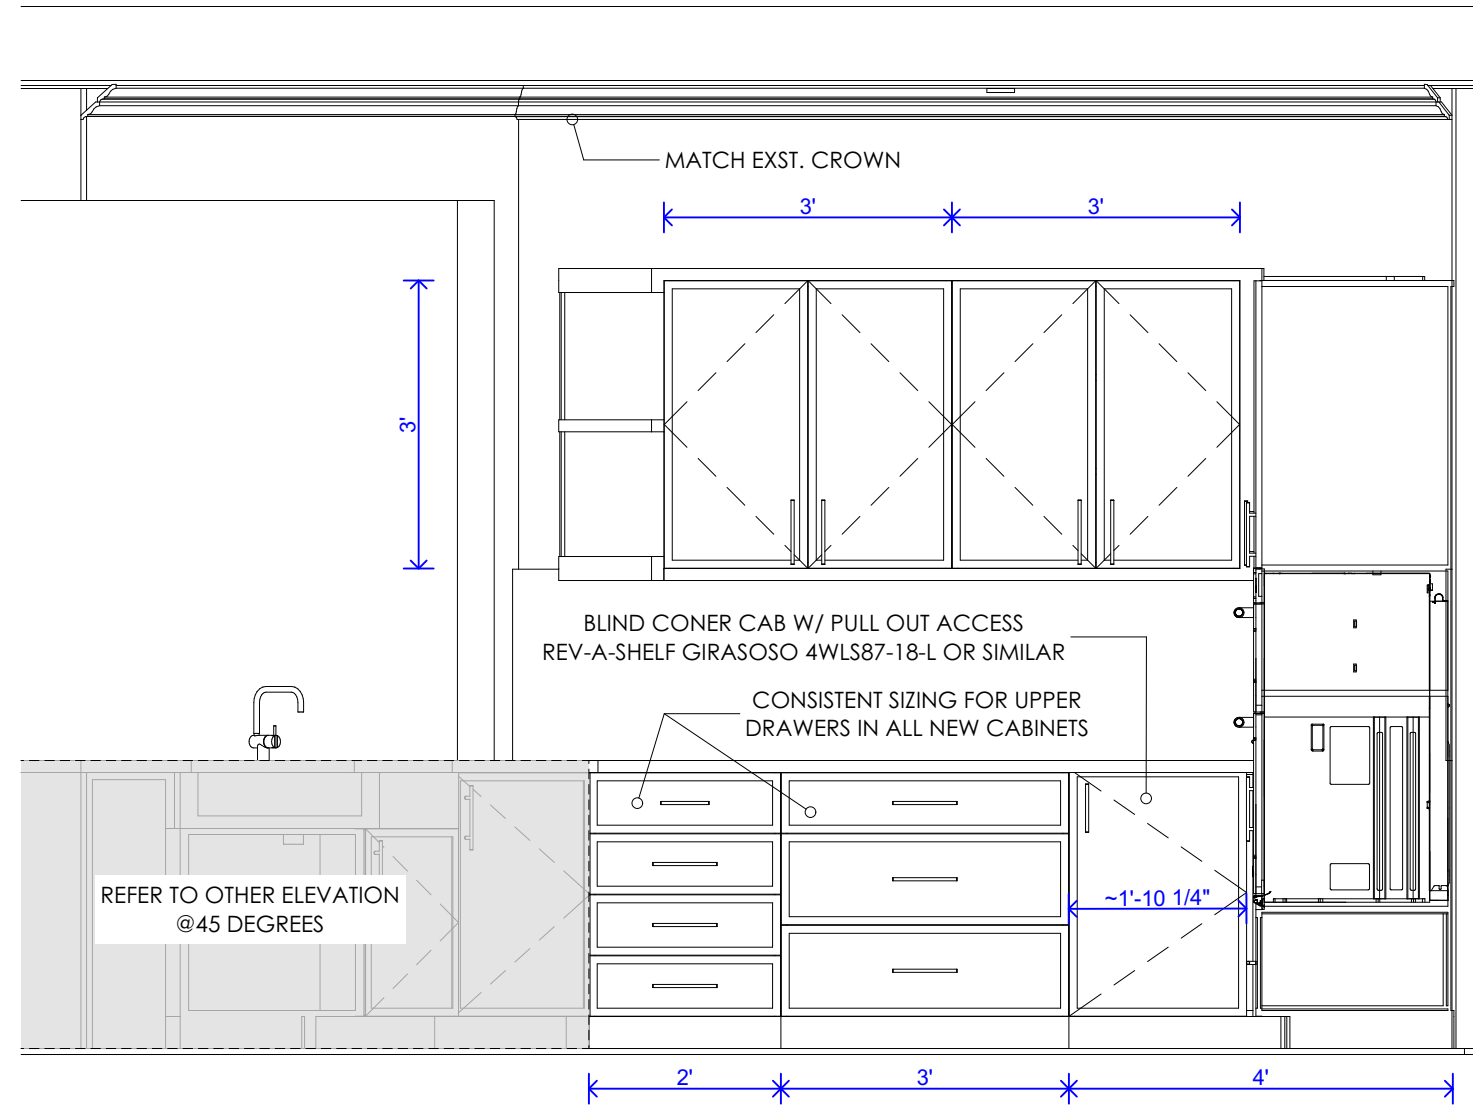 MATCH EXST. CROWN
3'
3'
3'
BLIND CONER CAB W/ PULL OUT ACCESS
REV-A-SHELF GIRASOSO 4WLS87-18-L OR SIMILAR
CONSISTENT SIZING FOR UPPER
DRAWERS IN ALL NEW CABINETS
REFER TO OTHER ELEVATION
@45 DEGREES
~1'-10 1/4"
2'
3'
4'